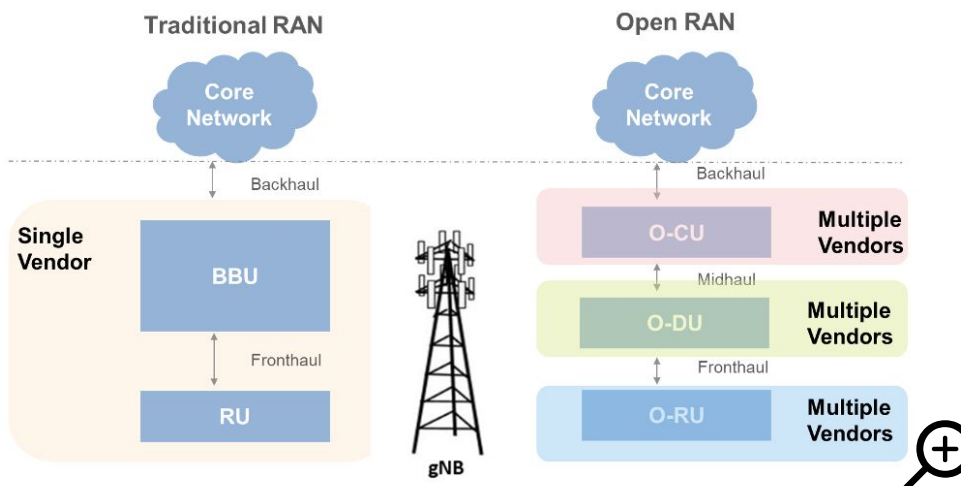 Traditional RAN
Core
Network
Backhaul
Single
Vendor
BBU
Fronthaul
RU
gNB
Open RAN
Core
Network
Backhaul
O-CU
Multiple
Vendors
Midhaul
O-DU
Multiple
Vendors
Fronthaul
O-RU
Multiple
Vendors